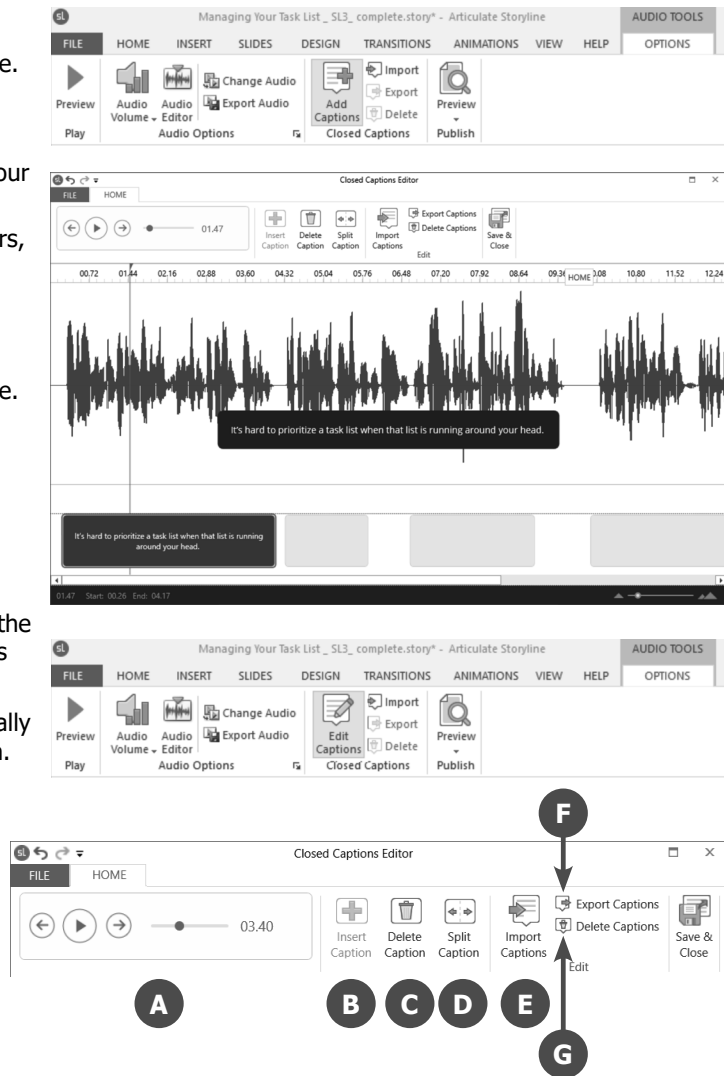 e.
our
rs,
e.
the
s
ally
n.
sl Managing Your Task List _ SL3_ complete.story* - Articulate Storyline AUDIO TOOLS
FILE HOME INSERT SLIDES DESIGN TRANSITIONS ANIMATIONS VIEW HELP OPTIONS
Preview Audio Volume Audio Editor Change Audio Export Audio Add Captions Import Export Delete Preview
Play Audio Options Closed Captions Publish
sl Closed Captions Editor
FILE HOME
01.47 Insert Caption Delete Caption Split Caption Import Captions Export Captions Delete Captions Save & Close
Edit
00.72 01.44 02.16 02.88 03.60 04.32 05.04 05.76 06.48 07.20 07.92 08.64 09.36 HOME 0.08 10.80 11.52 12.24
It's hard to prioritize a task list when that list is running around your head.
It's hard to prioritize a task list when that list is running
around your head.
01.47 Start: 00.26 End: 04.17
sl Managing Your Task List _ SL3_ complete.story* - Articulate Storyline AUDIO TOOLS
FILE HOME INSERT SLIDES DESIGN TRANSITIONS ANIMATIONS VIEW HELP OPTIONS
Preview Audio Volume Audio Editor Change Audio Export Audio Edit Captions Import Export Delete Preview
Play Audio Options Closed Captions Publish
F
sl Closed Captions Editor
FILE HOME
03.40 Insert Caption Delete Caption Split Caption Import Captions Export Captions Delete Captions Save & Close
Edit
A B C D E
G